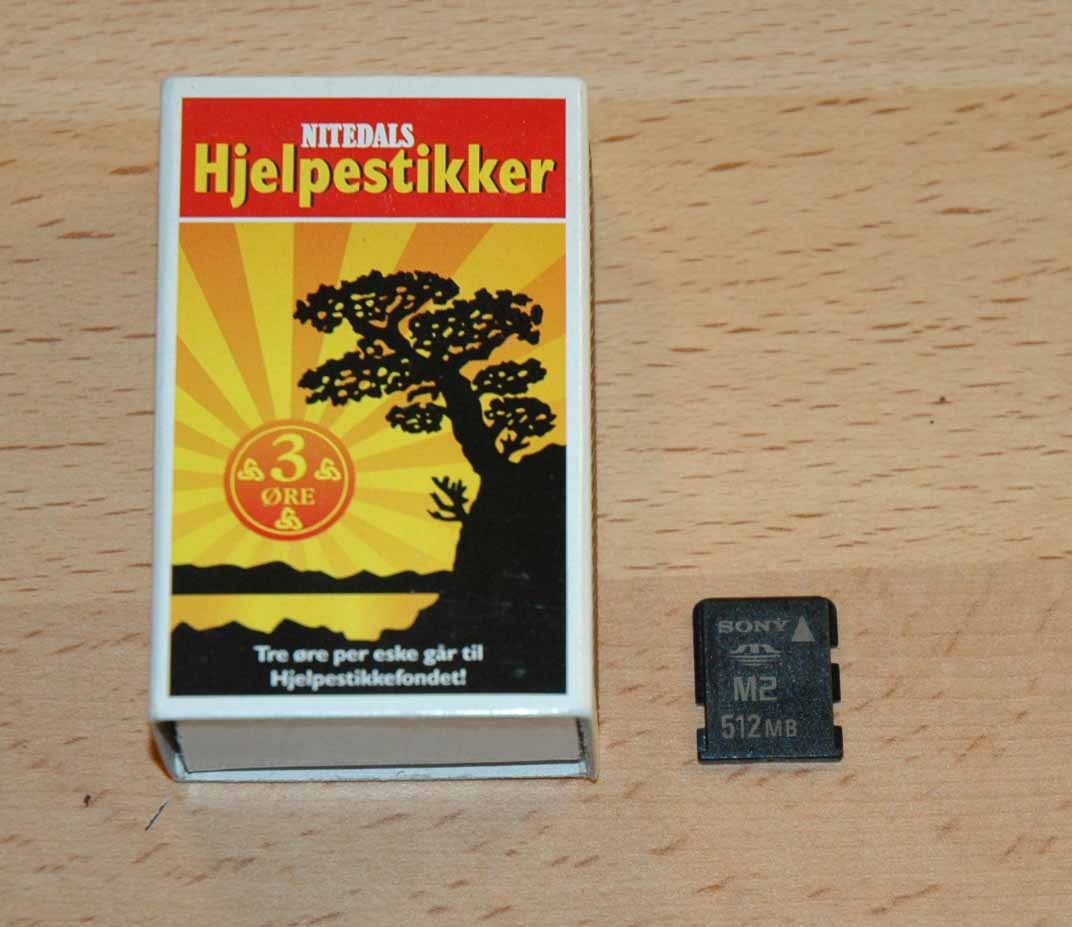 NITEDALS
Hjelpestikker
3
ØRE
Tre øre per eske går til
Hjelpestikkefondet!
SONY
M2
512MB